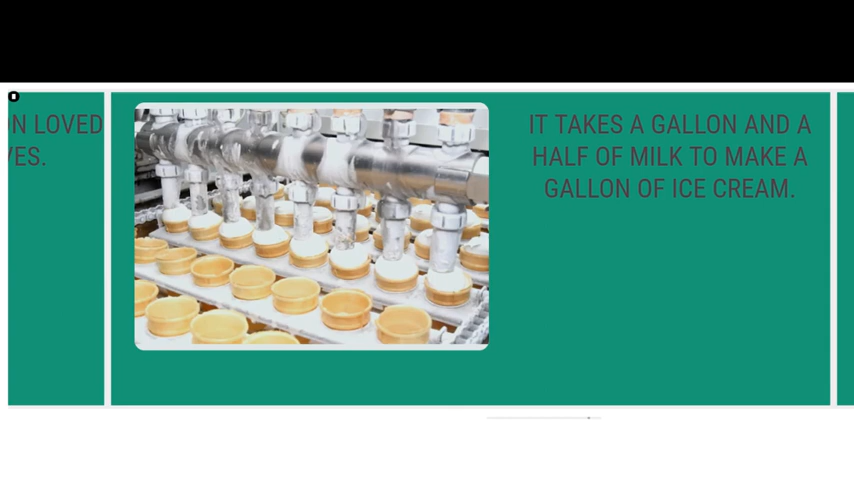 N LOVED
VES.
IT TAKES A GALLON AND A
HALF OF MILK TO MAKE A
GALLON OF ICE CREAM.